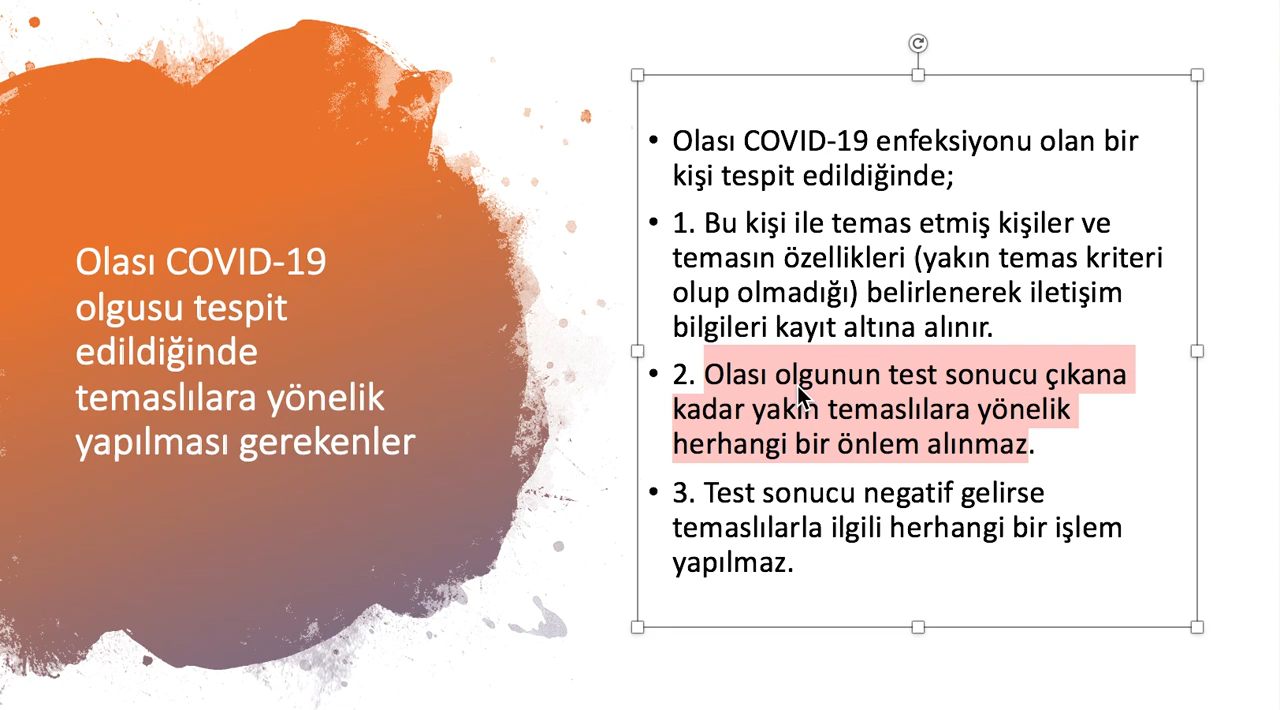 Olası COVID-19
olgusu tespit
edildiğinde
temaslılara yönelik
yapılması gerekenler
• Olası COVID-19 enfeksiyonu olan bir
kişi tespit edildiğinde;
• 1. Bu kişi ile temas etmiş kişiler ve
temasın özellikleri (yakın temas kriteri
olup olmadığı) belirlenerek iletişim
bilgileri kayıt altına alınır.
• 2. Olası olgunun test sonucu çıkana
kadar yakın temaslılara yönelik
herhangi bir önlem alınmaz.
• 3. Test sonucu negatif gelirse
temaslılarla ilgili herhangi bir işlem
yapılmaz.